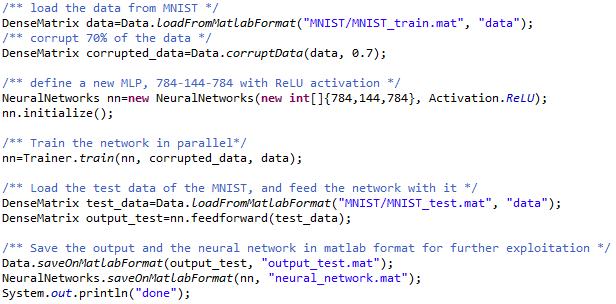 /** load the data from MNIST */
DenseMatrix data=Data.loadFromMatlabFormat("MNIST/MNIST_train.mat", "data");
/** corrupt 70% of the data */
DenseMatrix corrupted_data=Data.corruptData(data, 0.7);
/** define a new MLP, 784-144-784 with ReLU activation */
NeuralNetworks nn=new NeuralNetworks(new int[]{784,144,784}, Activation.ReLU);
nn.initialize();
/** Train the network in parallel*/
nn=Trainer.train(nn, corrupted_data, data);
/** Load the test data of the MNIST, and feed the network with it */
DenseMatrix test_data=Data.loadFromMatlabFormat("MNIST/MNIST_test.mat", "data");
DenseMatrix output_test=nn.feedforward(test_data);
/** Save the output and the neural network in matlab format for further exploitation */
Data.saveOnMatlabFormat(output_test, "output_test.mat");
NeuralNetworks.saveOnMatlabFormat(nn, "neural_network.mat");
System.out.println("done");